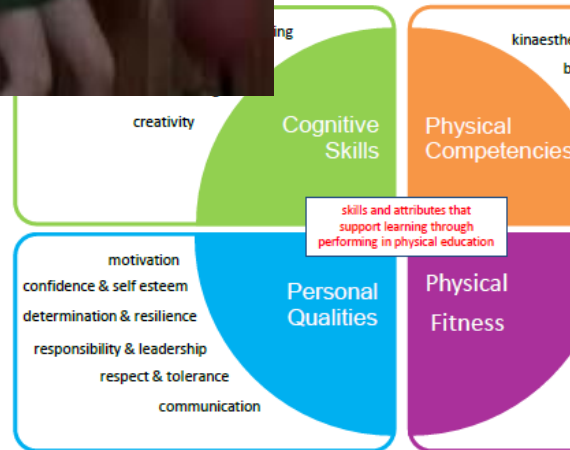 creativity
Cognitive
Skills
Physical
Competencies
skills and attributes that
support learning through
performing in physical education
motivation
confidence & self esteem
determination & resilience
responsibility & leadership
respect & tolerance
communication
Personal
Qualities
Physical
Fitness